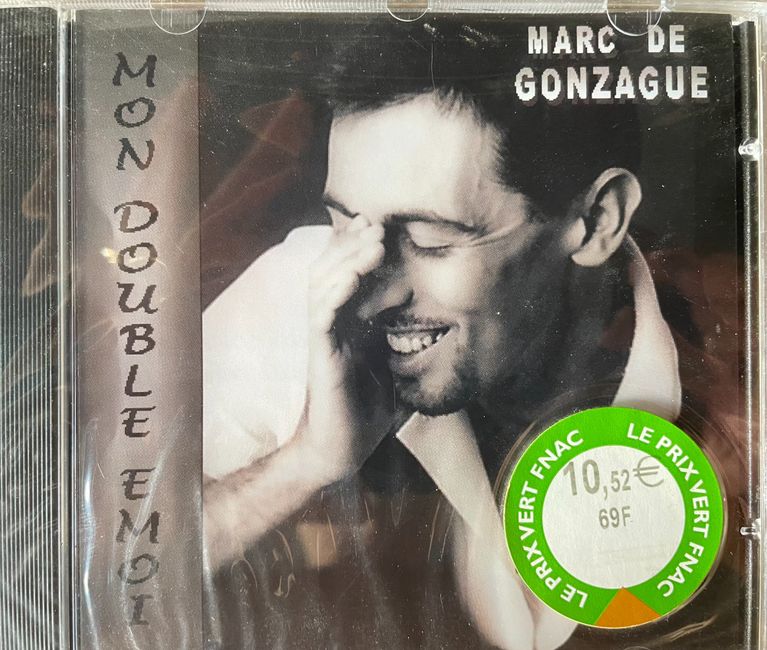 MARC DE
GONZAGUE
MON DOUBLE EMOI
LE PRIX VERT FNAC
LE PRIX VERT FNAC
10,52€
69F